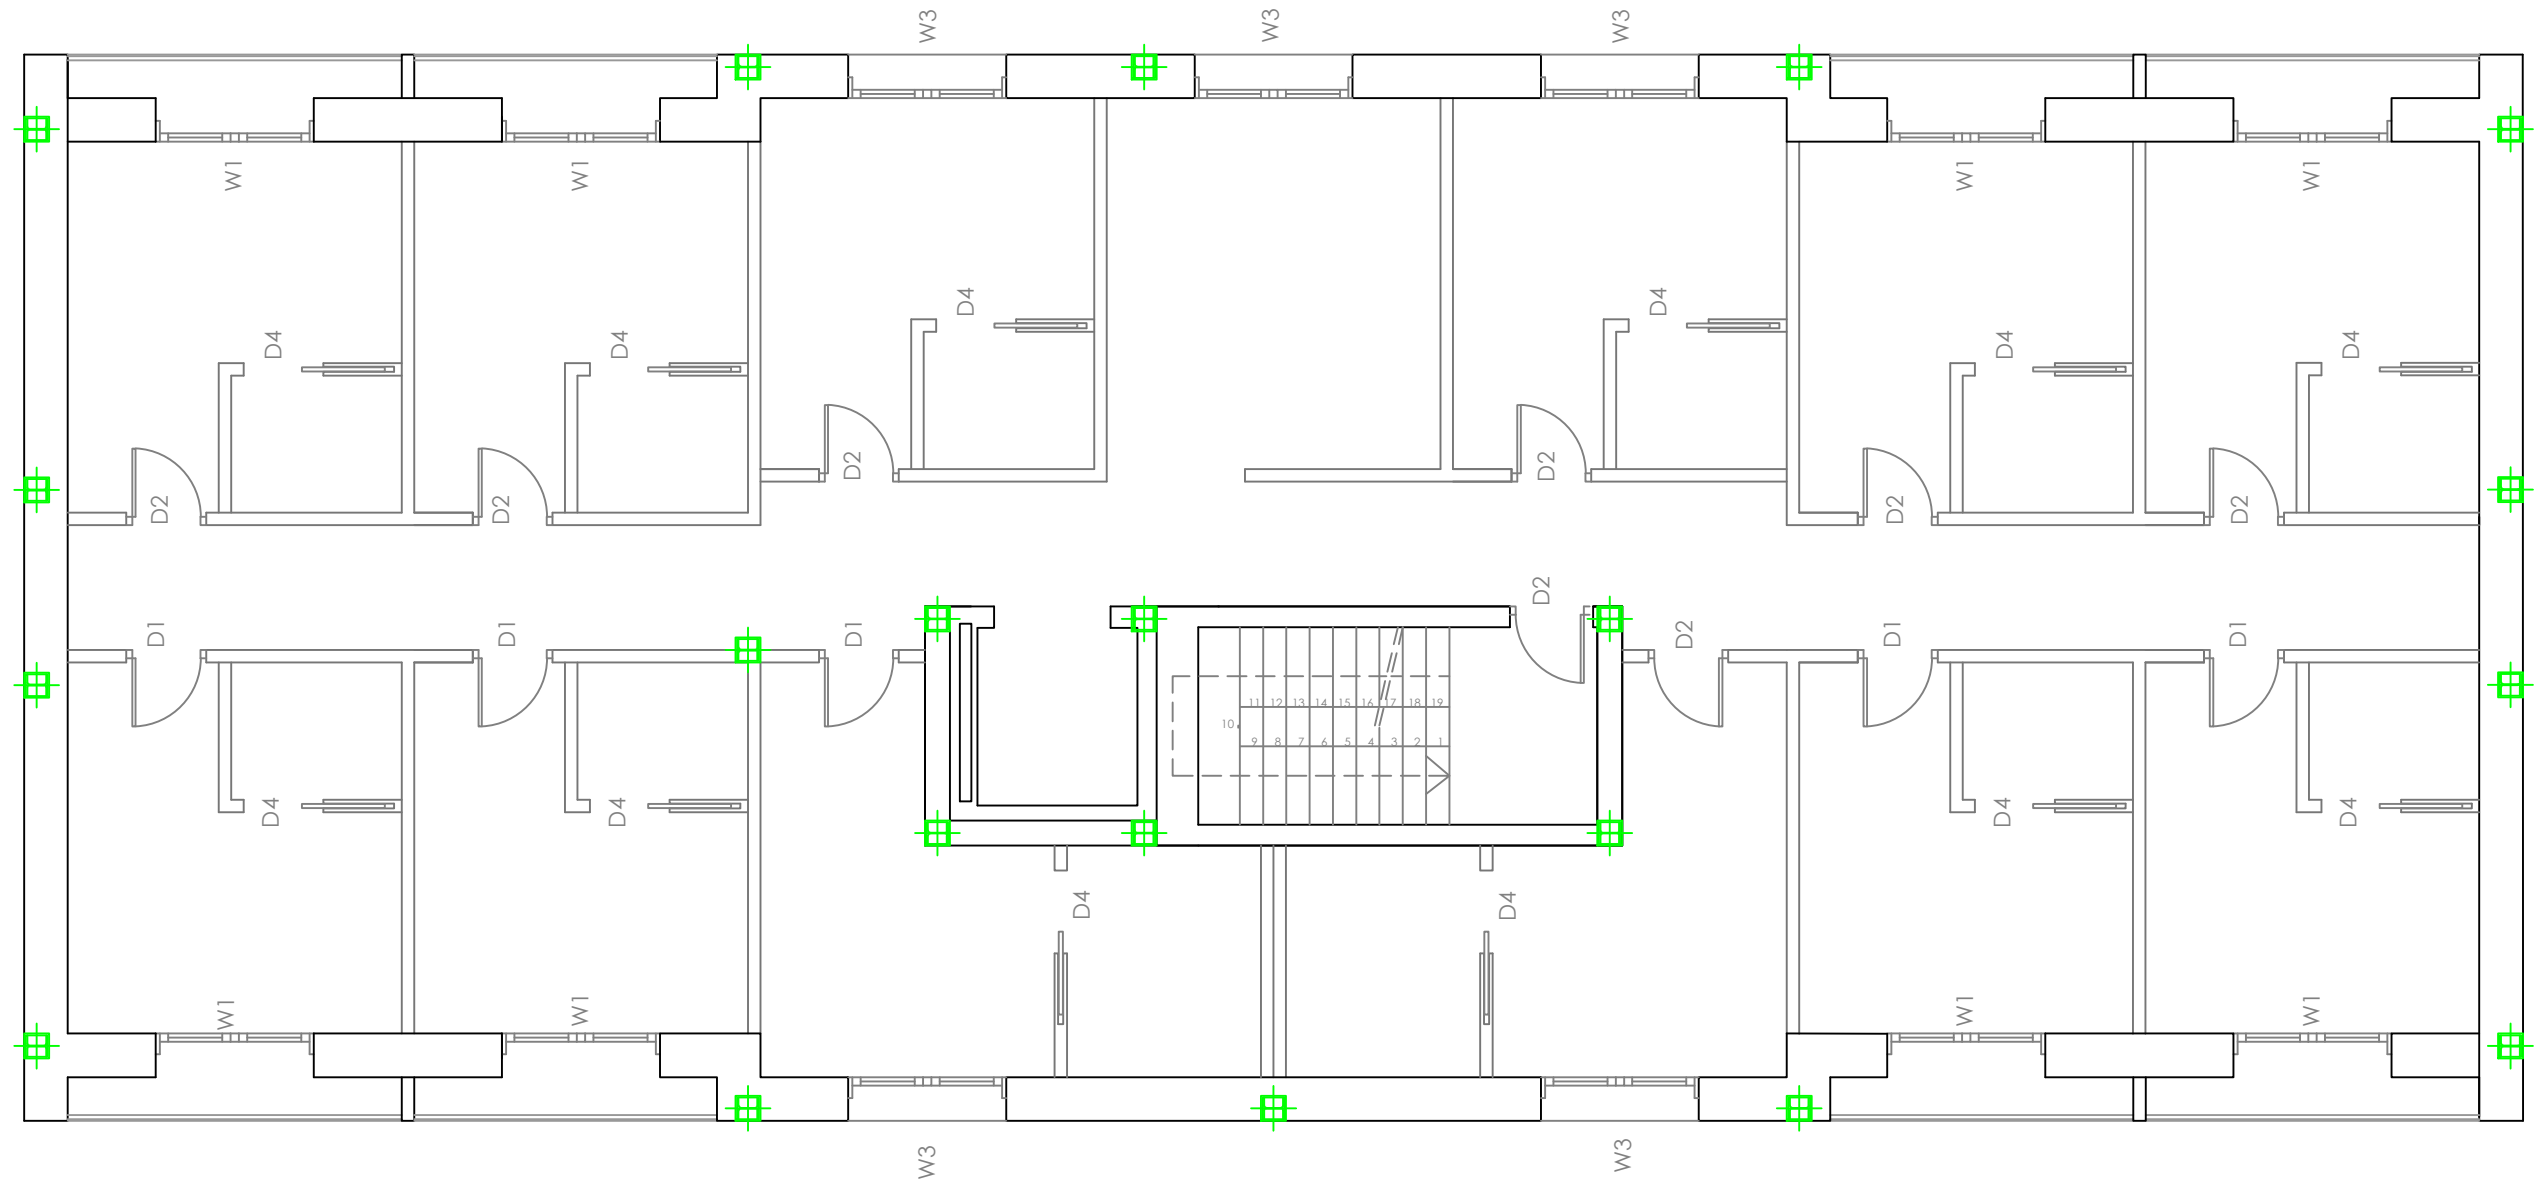 W3 W3 W3
W1 W1 W1 W1
D4 D4
D4 D4 D4 D4
D2 D2
D2 D2 D2 D2
D2
D1 D1 D1 D2 D1 D1
11 12 13 14 15 16 17 18 19
10
9 8 7 6 5 4 3 2 1
D4 D4 D4 D4
D4 D4
W1 W1 W1 W1
W3 W3